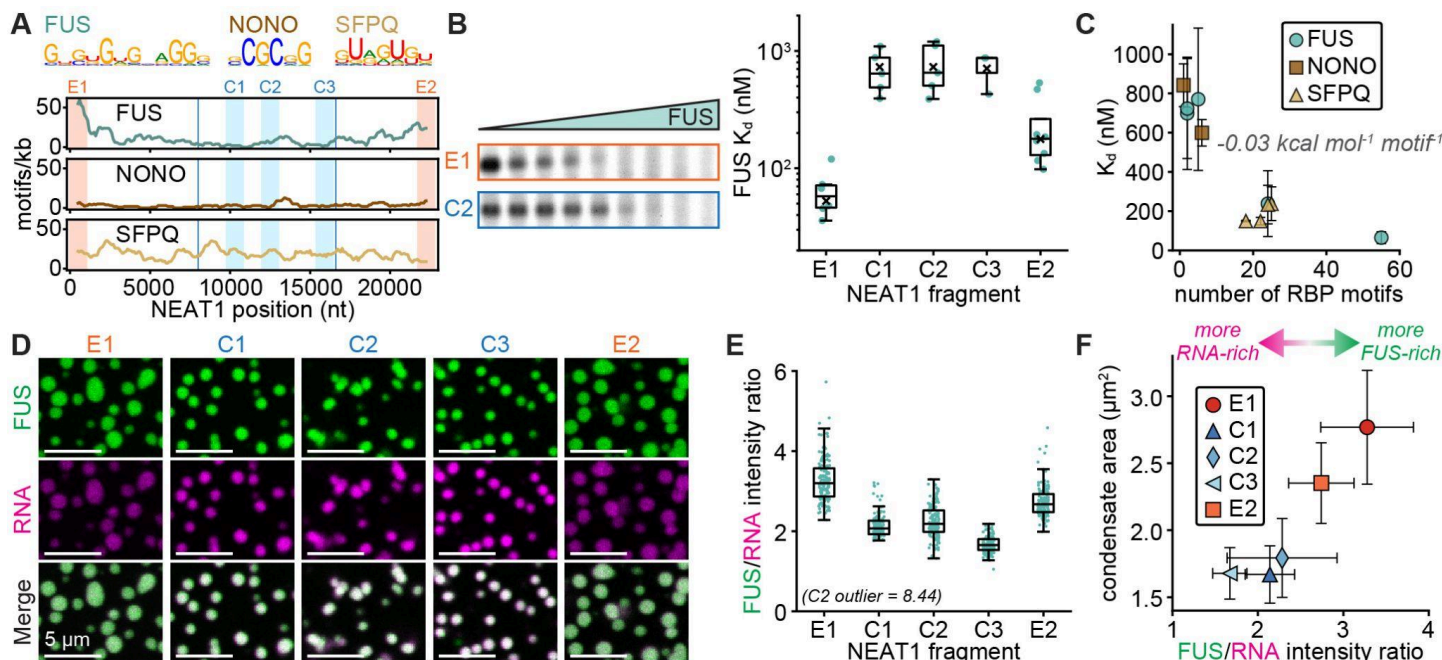 A
FUS
NONO
SFPQ
E1
C1
C2
C3
E2
50
FUS
0
50
NONO
0
50
SFPQ
0
motifs/kb
0
5000
10000
15000
20000
NEAT1 position (nt)
B
FUS
E1
C2
FUS Kd (nM)
10³
10²
E1
C1
C2
C3
E2
NEAT1 fragment
C
Kd (nM)
1000
800
600
400
200
0
FUS
NONO
SFPQ
-0.03 kcal mol⁻¹ motif⁻¹
0
20
40
60
number of RBP motifs
D
E1
C1
C2
C3
E2
FUS
RNA
Merge
5 µm
E
FUS/RNA intensity ratio
6
4
2
0
(C2 outlier = 8.44)
E1
C1
C2
C3
E2
NEAT1 fragment
F
more
RNA-rich
more
FUS-rich
condensate area (µm²)
3.0
2.5
2.0
1.5
E1
C1
C2
C3
E2
1
2
3
4
FUS/RNA intensity ratio